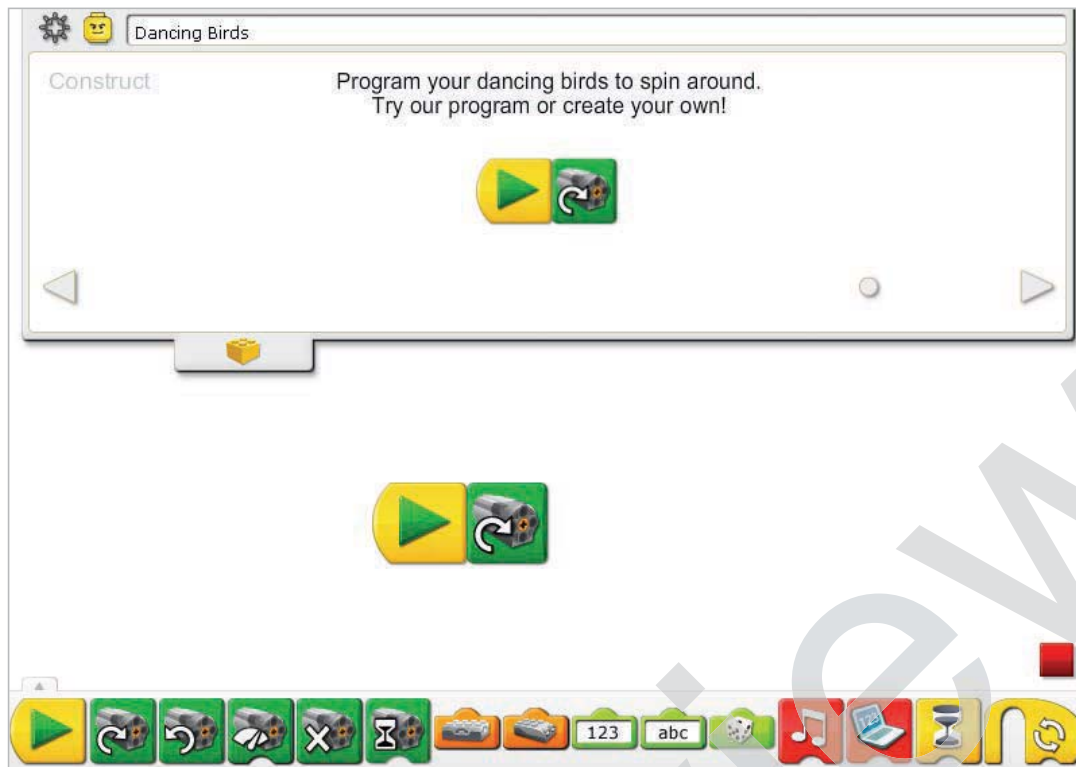 Dancing Birds
Construct
Program your dancing birds to spin around.
Try our program or create your own!
123
abc